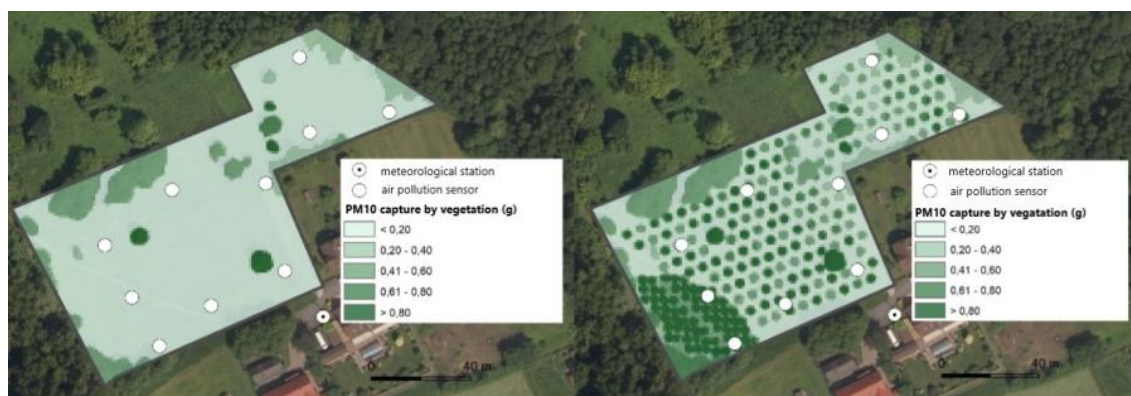 meteorological station
air pollution sensor
PM10 capture by vegetation (g)
< 0,20
0,20 - 0,40
0,41 - 0,60
0,61 - 0,80
> 0,80
0 40 m
meteorological station
air pollution sensor
PM10 capture by vegatation (g)
< 0,20
0,20 - 0,40
0,41 - 0,60
0,61 - 0,80
> 0,80
0 40 m